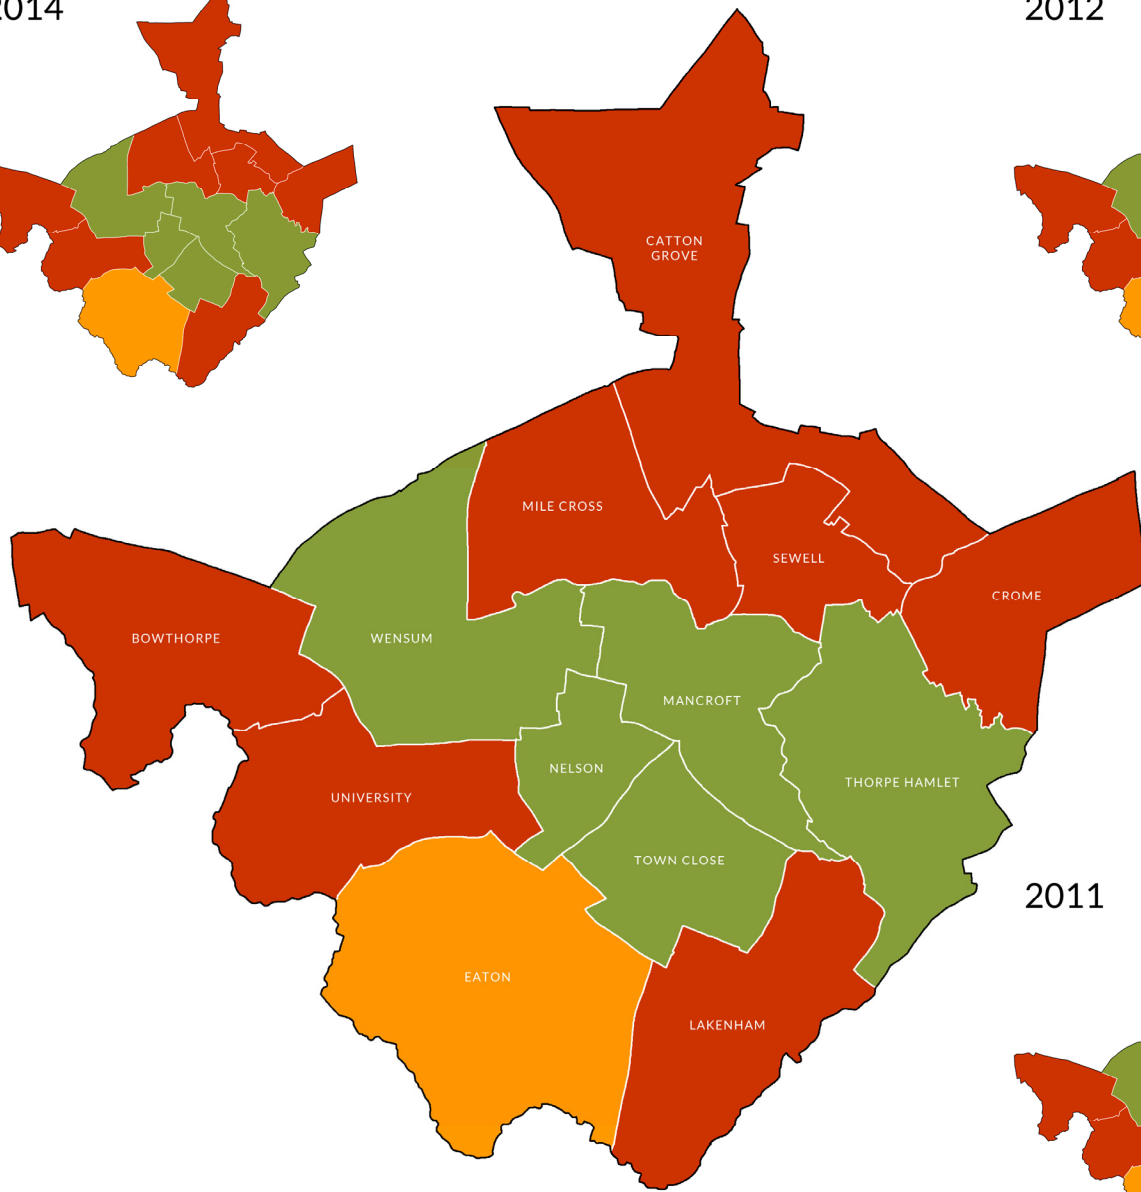 2014
2012
CATTON
GROVE
MILE CROSS
SEWELL
CROME
BOWTHORPE
WENSUM
MANCROFT
NELSON
THORPE HAMLET
UNIVERSITY
TOWN CLOSE
2011
EATON
LAKENHAM